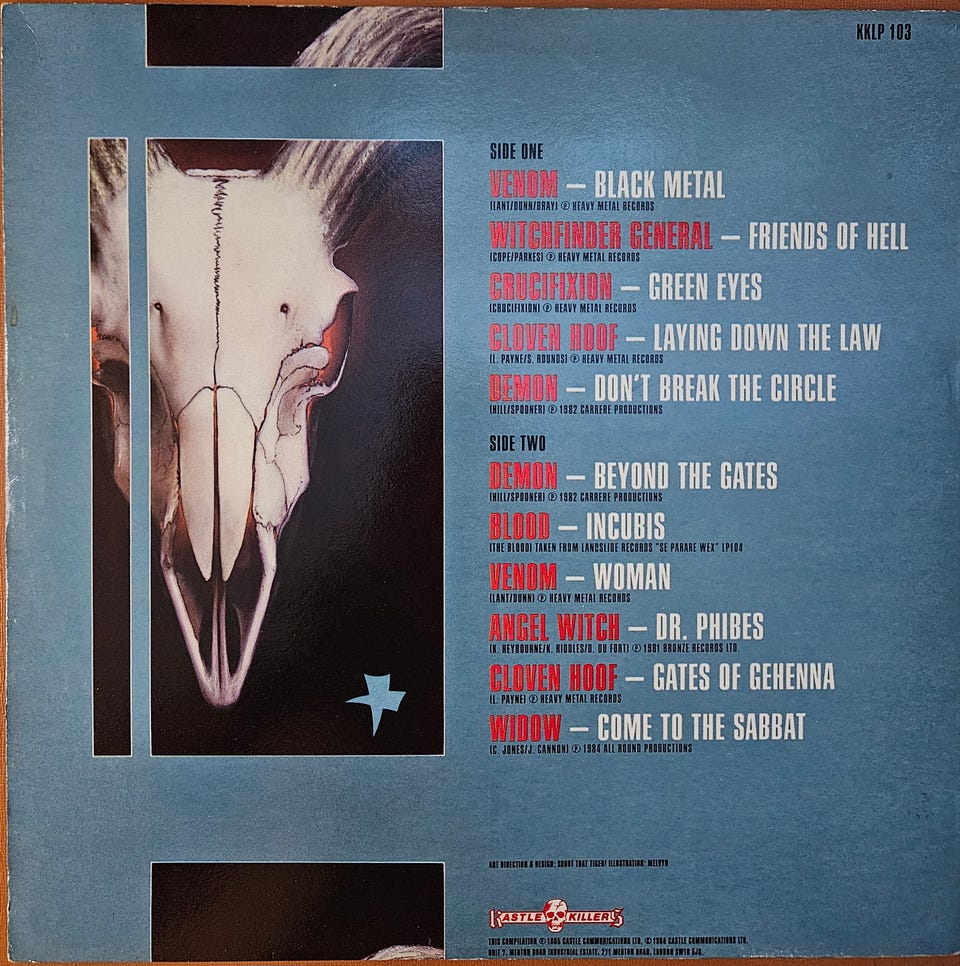 KKLP 103
SIDE ONE
VENOM — BLACK METAL
(LANT/DUNN/BRAY) ℗ HEAVY METAL RECORDS
WITCHFINDER GENERAL — FRIENDS OF HELL
(COPE/PARKES) ℗ HEAVY METAL RECORDS
CRUCIFIXION — GREEN EYES
(CRUCIFIXION) ℗ HEAVY METAL RECORDS
CLOVEN HOOF — LAYING DOWN THE LAW
(L. PAYNE/S. ROUNDS) ℗ HEAVY METAL RECORDS
DEMON — DON'T BREAK THE CIRCLE
(HILL/SPOONER) ℗ 1982 CARRERE PRODUCTIONS
SIDE TWO
DEMON — BEYOND THE GATES
(HILL/SPOONER) ℗ 1982 CARRERE PRODUCTIONS
BLOOD — INCUBIS
(THE BLOOD) TAKEN FROM LANDSLIDE RECORDS "SE PARARE WEX" LP104
VENOM — WOMAN
(LANT/DUNN) ℗ HEAVY METAL RECORDS
ANGEL WITCH — DR. PHIBES
(K. HEYBOURNE/K. RIDDLES/D. DU FORT) ℗ 1981 BRONZE RECORDS LTD.
CLOVEN HOOF — GATES OF GEHENNA
(L. PAYNE) ℗ HEAVY METAL RECORDS
WIDOW — COME TO THE SABBAT
(C. JONES/J. CANNON) ℗ 1984 ALL ROUND PRODUCTIONS
ART DIRECTION & DESIGN: SHOOT THAT TIGER! ILLUSTRATION: MELVYN
KASTLE KILLERS
THIS COMPILATION ℗ 1985 CASTLE COMMUNICATIONS LTD. © 1984 CASTLE COMMUNICATIONS LTD.
UNIT 7, MERTON ROAD INDUSTRIAL ESTATE, 271 MERTON ROAD, LONDON SW18 5JS.